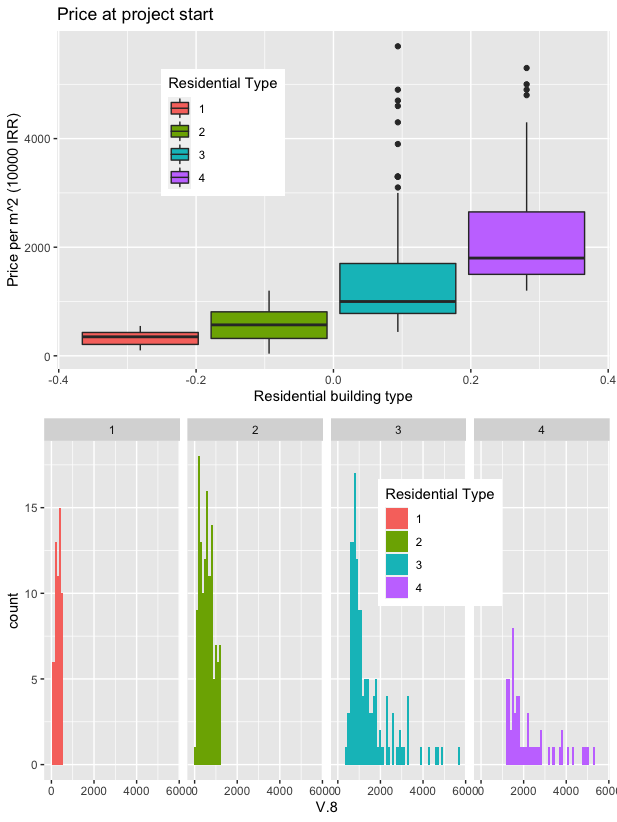 Price at project start
Price per m^2 (10000 IRR)
4000
2000
0
Residential Type
1
2
3
4
-0.4 -0.2 0.0 0.2 0.4
Residential building type
1 2 3 4
count
15
10
5
0
Residential Type
1
2
3
4
0 2000 4000 6000 0 2000 4000 6000 0 2000 4000 6000 0 2000 4000 6000
V.8